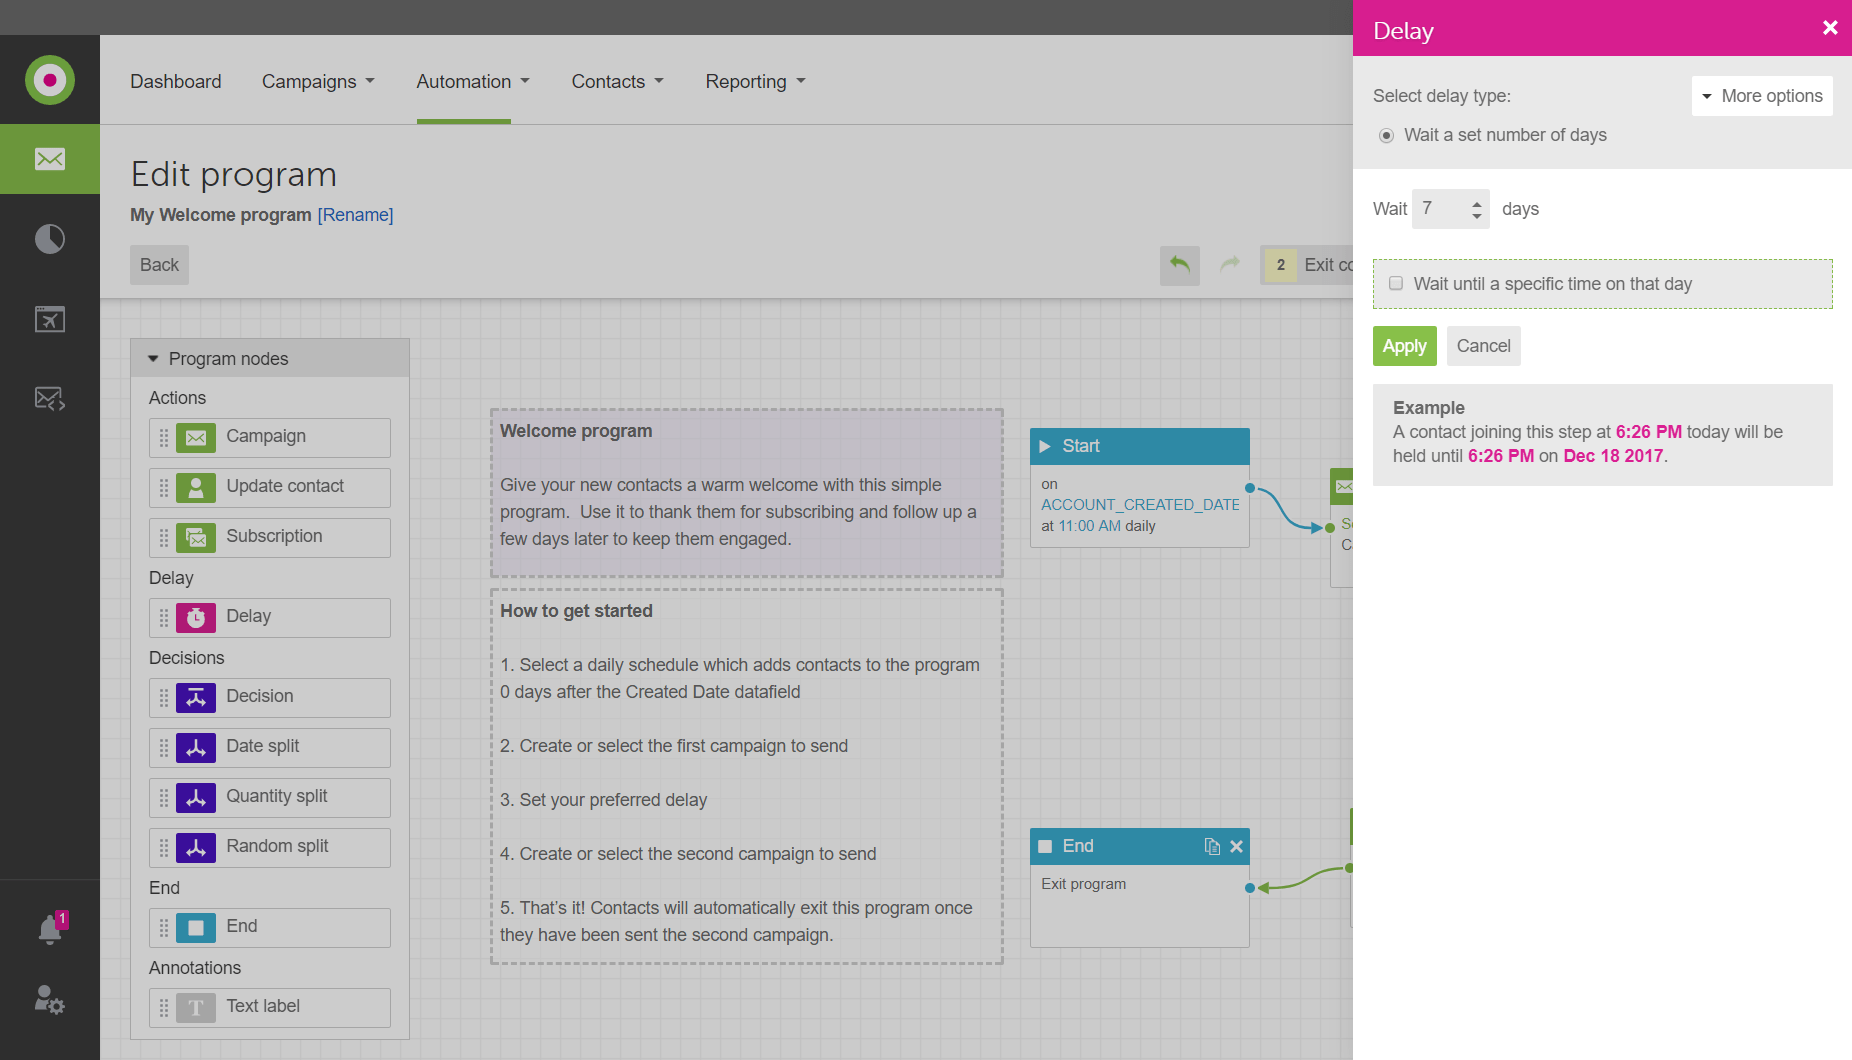 Dashboard
Campaigns
Automation
Contacts
Reporting
Edit program
My Welcome program [Rename]
Back
2 Exit co
Program nodes
Actions
Campaign
Update contact
Subscription
Delay
Delay
Decisions
Decision
Date split
Quantity split
Random split
End
End
Annotations
T Text label
1
Welcome program
Give your new contacts a warm welcome with this simple
program. Use it to thank them for subscribing and follow up a
few days later to keep them engaged.
How to get started
1. Select a daily schedule which adds contacts to the program
0 days after the Created Date datafield
2. Create or select the first campaign to send
3. Set your preferred delay
4. Create or select the second campaign to send
5. That’s it! Contacts will automatically exit this program once
they have been sent the second campaign.
Start
on
ACCOUNT_CREATED_DATE
at 11:00 AM daily
End
Exit program
Delay
Select delay type:
More options
Wait a set number of days
Wait 7 days
Wait until a specific time on that day
Apply
Cancel
Example
A contact joining this step at 6:26 PM today will be
held until 6:26 PM on Dec 18 2017.